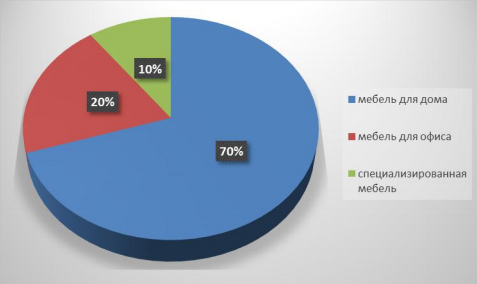 10%
20%
70%
мебель для дома
мебель для офиса
специализированная
мебель